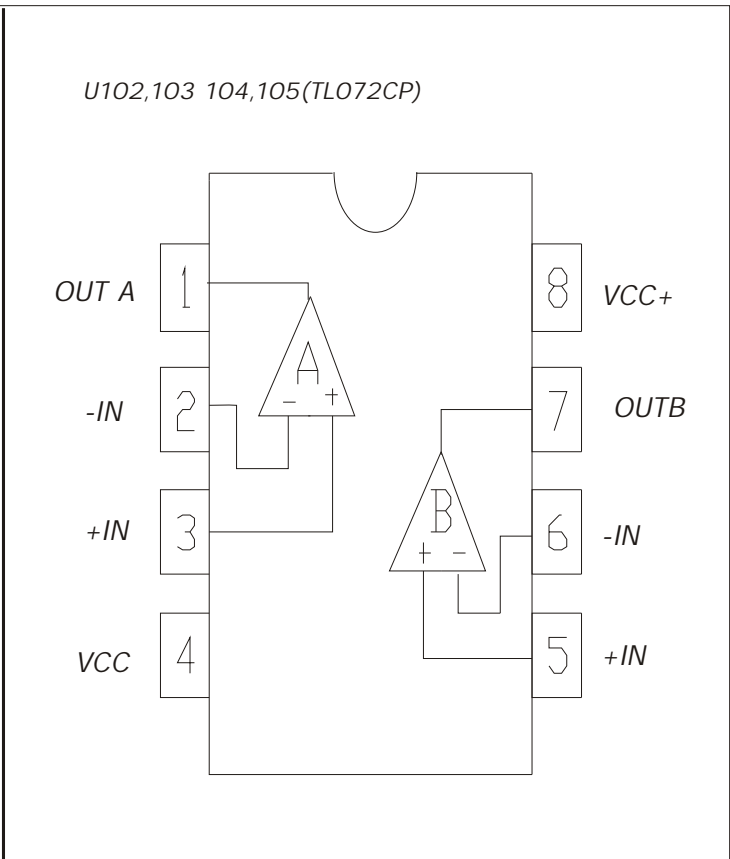 U102,103 104,105(TL072CP)
OUT A 1
8 VCC+
A
-IN 2
- +
7 OUTB
B
+IN 3
6 -IN
+ -
VCC 4
5 +IN